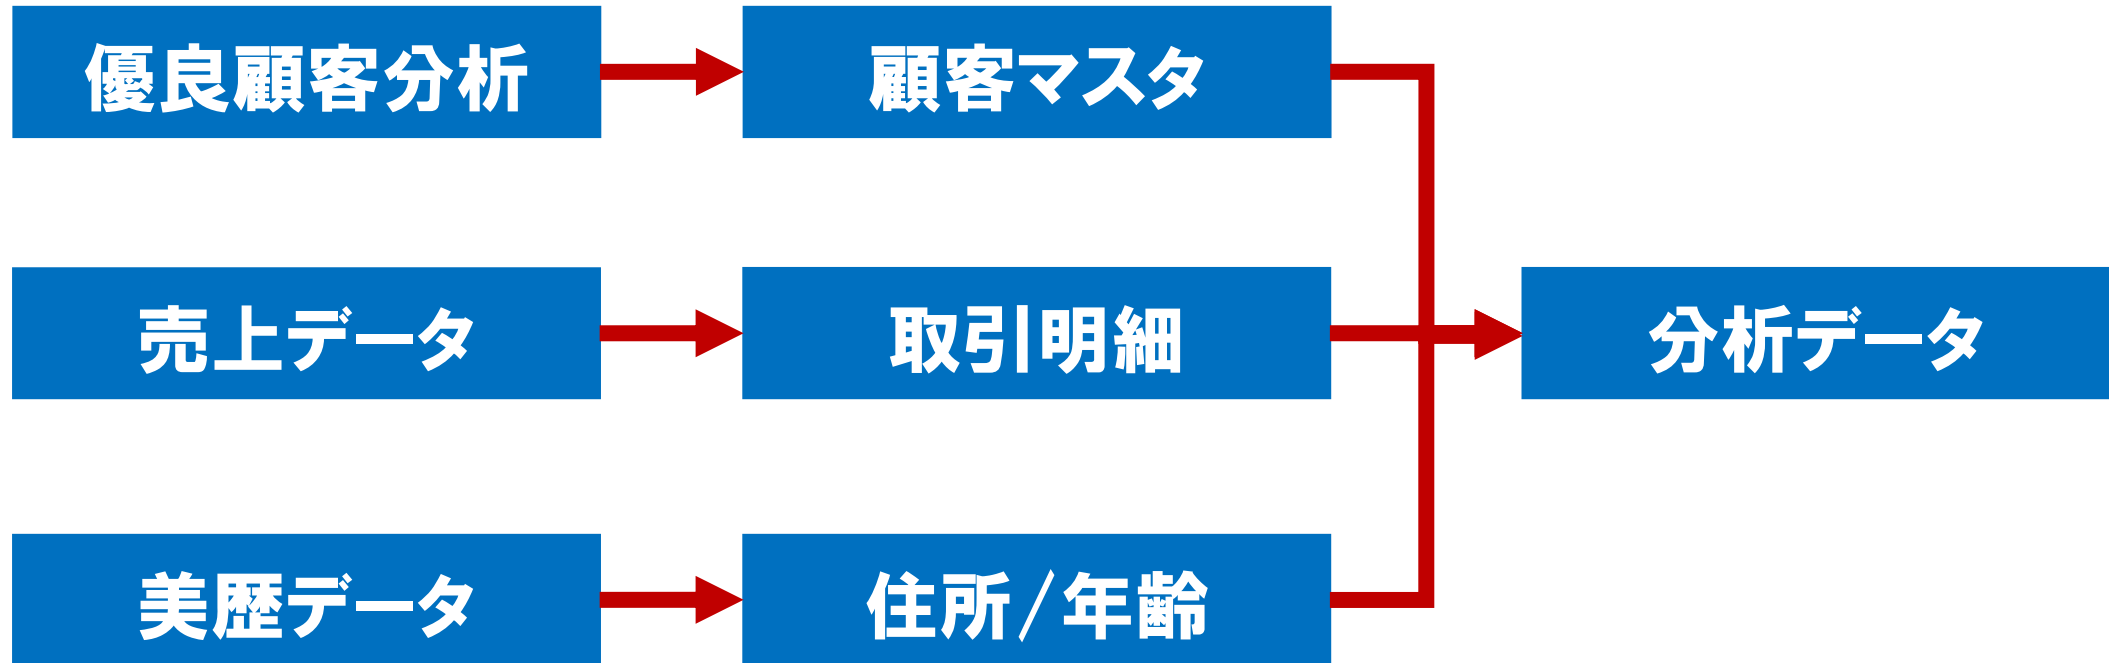 優良顧客分析
顧客マスタ
売上データ
取引明細
分析データ
美歴データ
住所/年齢